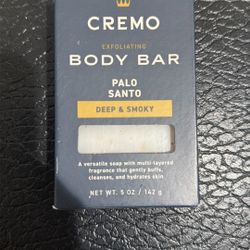 CREMO
EXFOLIATING
BODY BAR
PALO
SANTO
DEEP & SMOKY
A versatile soap with multi-layered
fragrance that gently buffs,
cleanses, and hydrates skin
NET WT. 5 OZ / 142 g